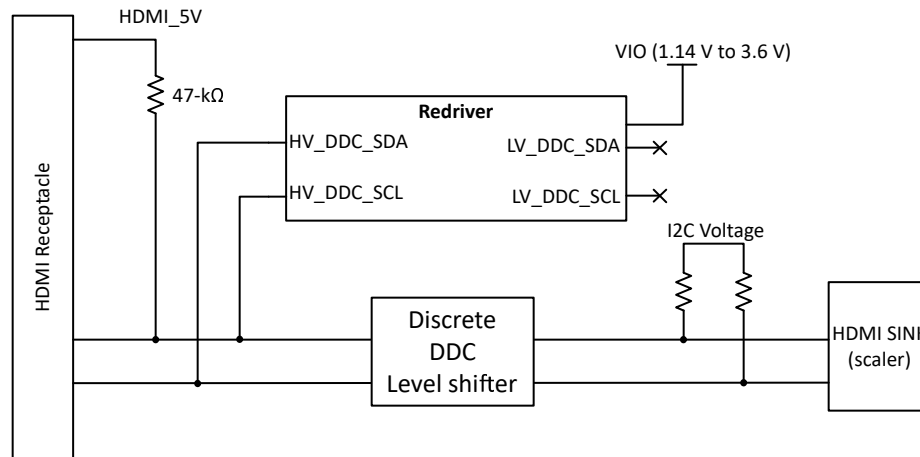 HDMI_5V
VIO (1.14 V to 3.6 V)
47-kΩ
Redriver
HV_DDC_SDA
LV_DDC_SDA
HV_DDC_SCL
LV_DDC_SCL
HDMI Receptacle
I2C Voltage
Discrete
DDC
Level shifter
HDMI SINK
(scaler)